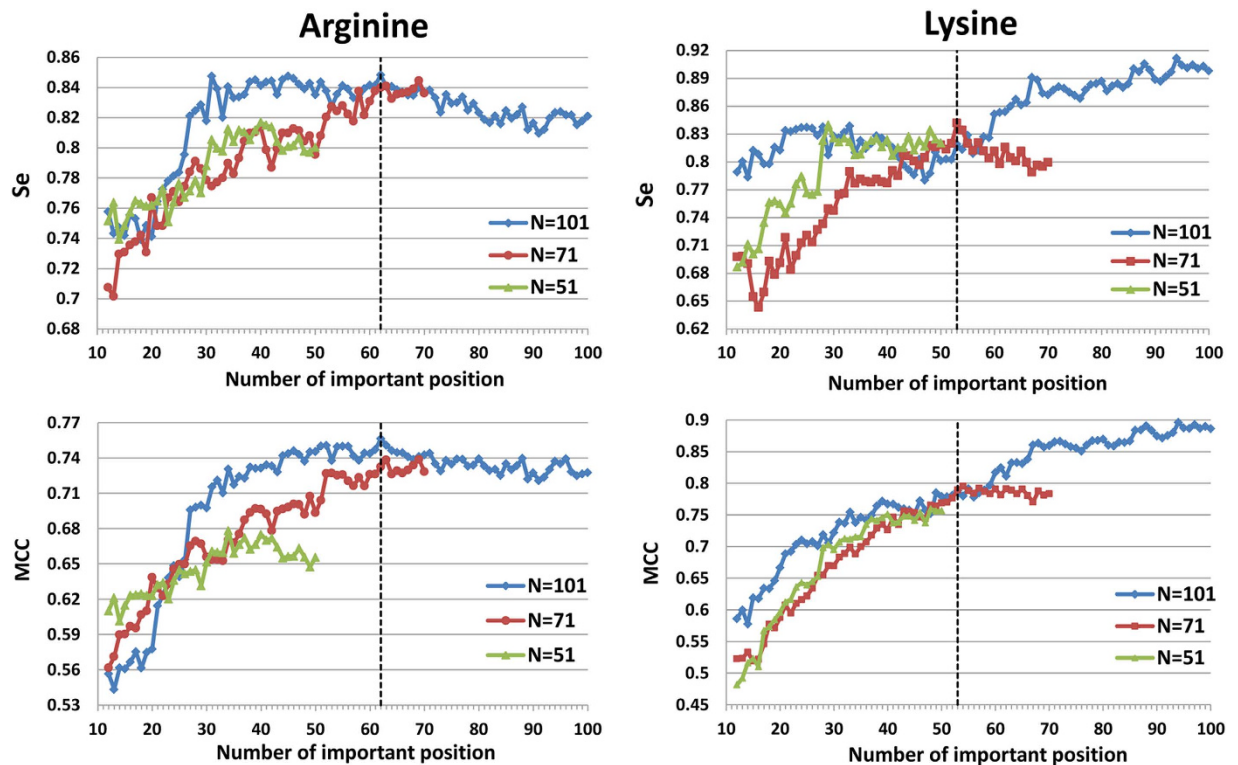 Arginine
Se
0.86
0.84
0.82
0.8
0.78
0.76
0.74
0.72
0.7
0.68
N=101
N=71
N=51
10 20 30 40 50 60 70 80 90 100
Number of important position
Lysine
Se
0.92
0.89
0.86
0.83
0.8
0.77
0.74
0.71
0.68
0.65
0.62
N=101
N=71
N=51
10 20 30 40 50 60 70 80 90 100
Number of important position
MCC
0.77
0.74
0.71
0.68
0.65
0.62
0.59
0.56
0.53
N=101
N=71
N=51
10 20 30 40 50 60 70 80 90 100
Number of important position
MCC
0.9
0.85
0.8
0.75
0.7
0.65
0.6
0.55
0.5
0.45
N=101
N=71
N=51
10 20 30 40 50 60 70 80 90 100
Number of important position